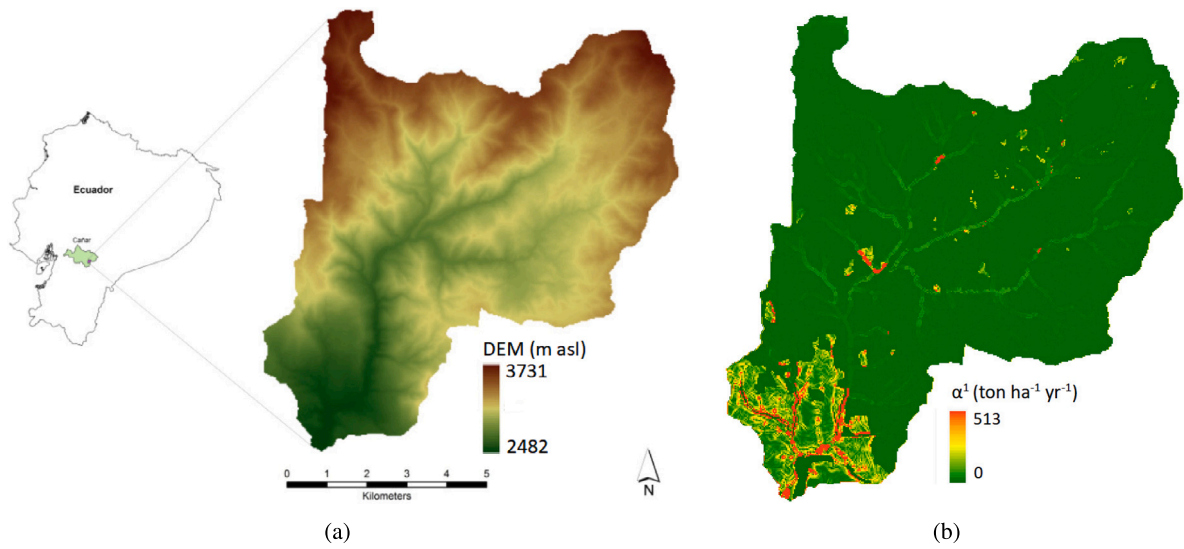 Ecuador
Cañar
DEM (m asl)
3731
2482
0 1 2 3 4 5
Kilometers
N
(a)
α¹ (ton ha⁻¹ yr⁻¹)
513
0
(b)